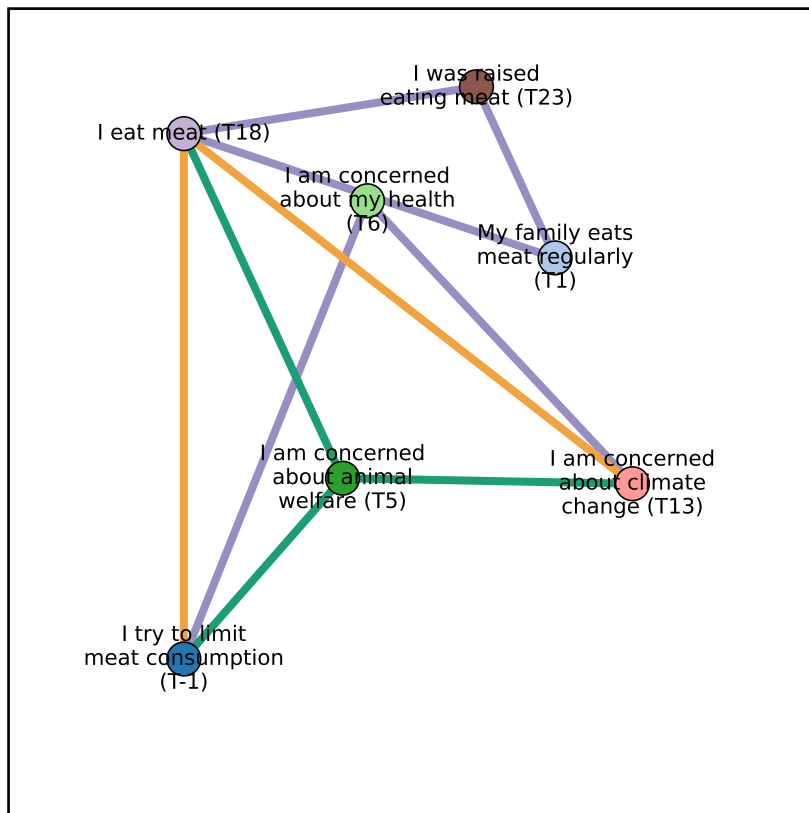 I was raised
eating meat (T23)
I eat meat (T18)
I am concerned
about my health
(T6)
My family eats
meat regularly
(T1)
I am concerned
about animal
welfare (T5)
I am concerned
about climate
change (T13)
I try to limit
meat consumption
(T-1)